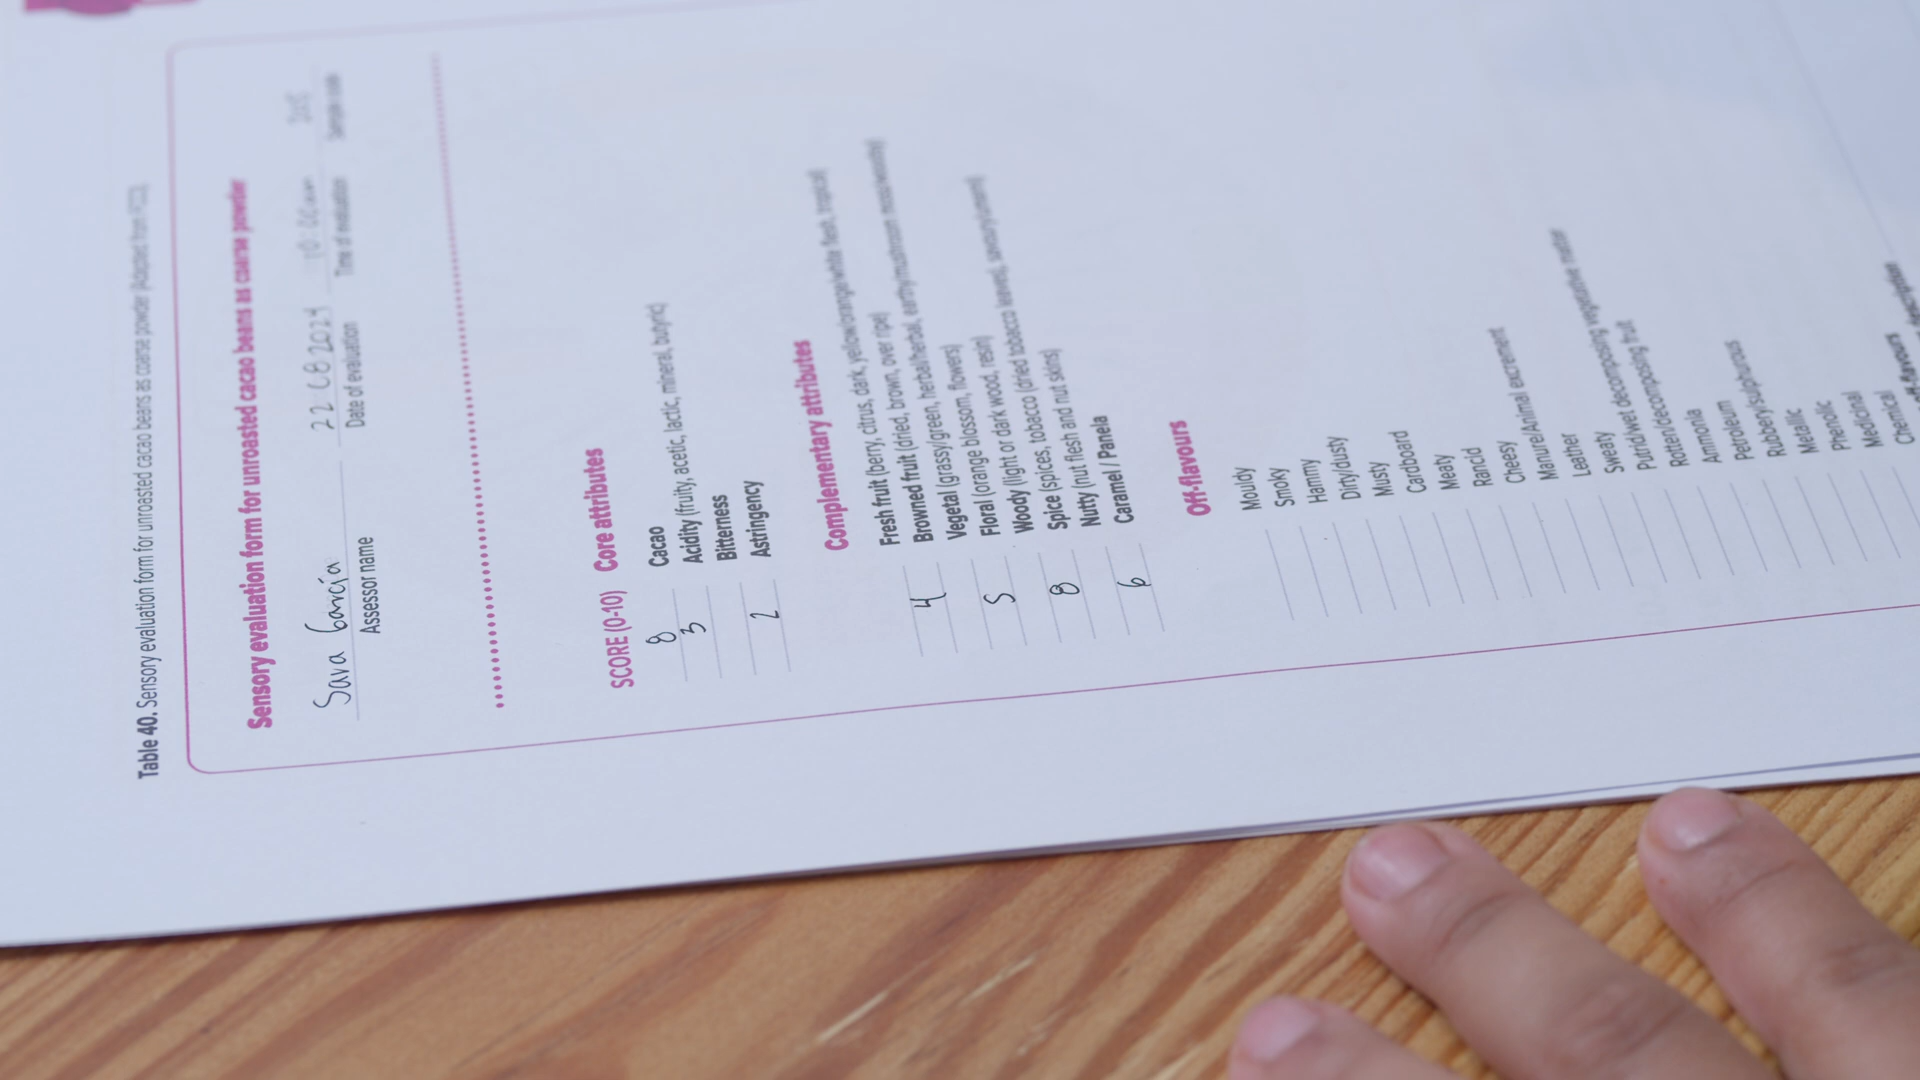 Table 40. Sensory evaluation form for unroasted cacao beans as coarse powder (Adapted from ICCO,
Sensory evaluation form for unroasted cacao beans as coarse powder
Sara García 22 08 2024 10:00am
Assessor name Date of evaluation Time of evaluation Sample code
SCORE (0-10) Core attributes
8 Cacao
3 Acidity (fruity, acetic, lactic, mineral, butyric)
Bitterness
2 Astringency
Complementary attributes
Fresh fruit (berry, citrus, dark, yellow/orange/white flesh, tropical)
4 Browned fruit (dried, brown, over ripe)
Vegetal (grassy/green, herbal/herbal, earthy/mushroom moss/woodsy)
5 Floral (orange blossom, flowers)
Woody (light or dark wood, resin)
8 Spice (spices, tobacco (dried tobacco leaves), savoury/umami)
Nutty (nut flesh and nut skins)
6 Caramel / Panela
Off-flavours
Mouldy
Smoky
Hammy
Dirty/dusty
Musty
Cardboard
Meaty
Rancid
Cheesy
Manure/Animal excrement
Leather
Sweaty
Putrid/wet decomposing vegetative matter
Rotten/decomposing fruit
Ammonia
Petroleum
Rubbery/sulphurous
Metallic
Phenolic
Medicinal
Chemical